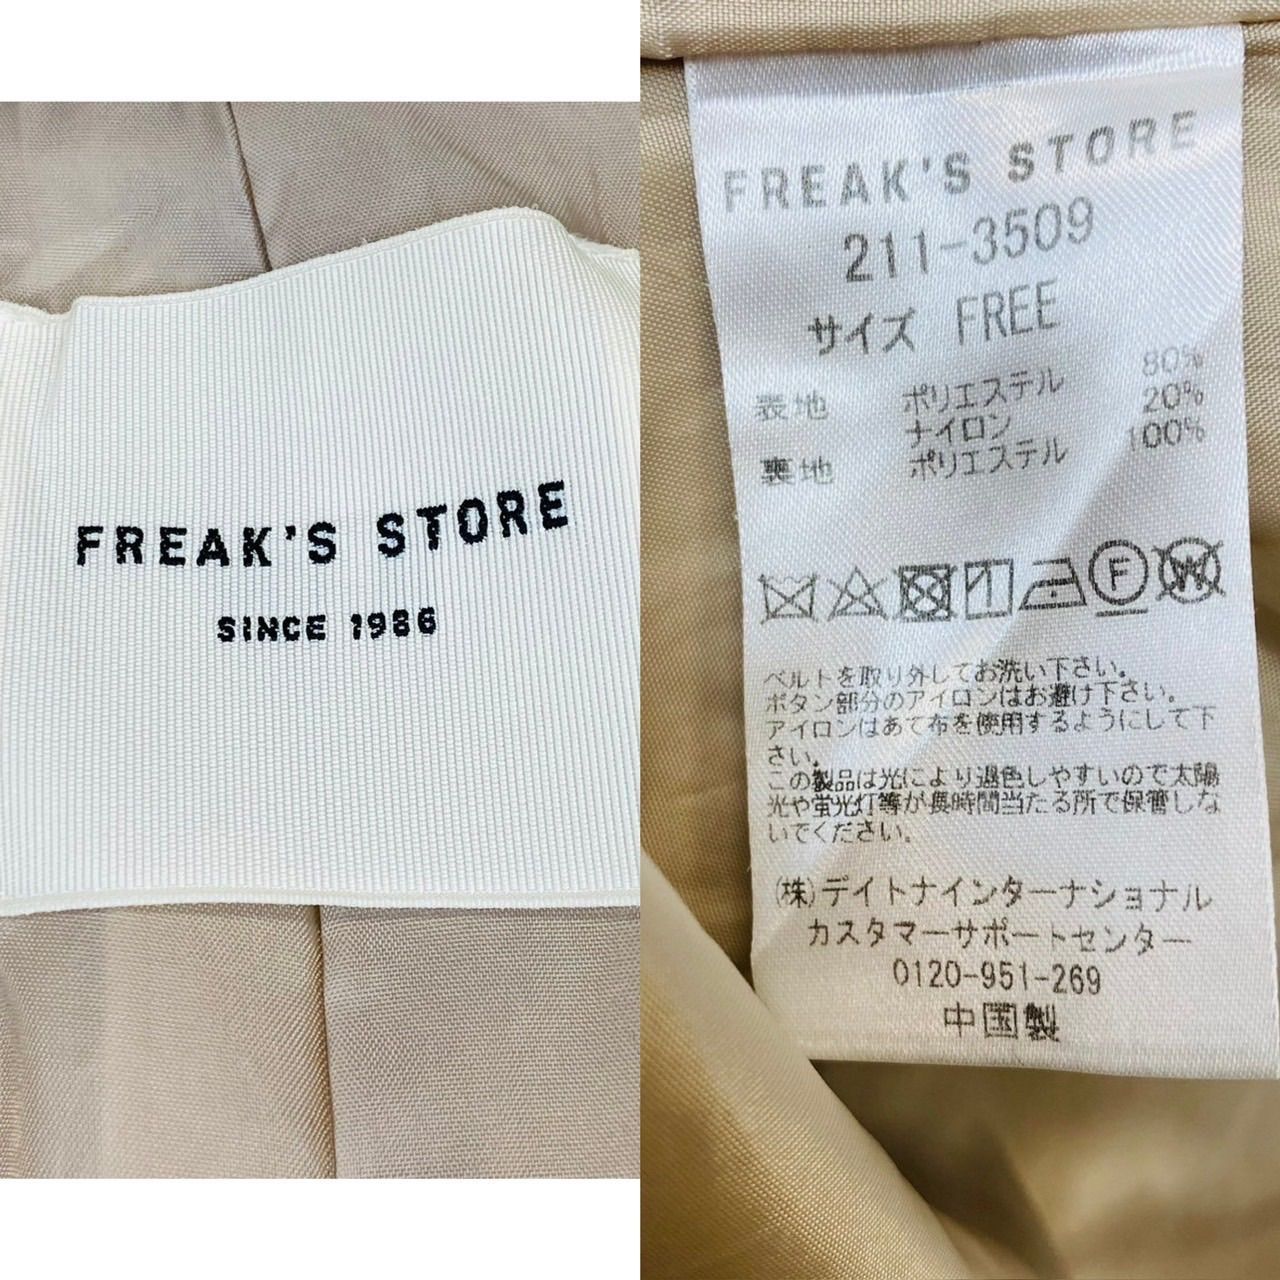 FREAK'S STORE
SINCE 1986
FREAK'S STORE
211-3509
サイズ FREE
表地 ポリエステル 80%
ナイロン 20%
裏地 ポリエステル 100%
F
W
ベルトを取り外してお洗い下さい。
ボタン部分のアイロンはお避け下さい。
アイロンはあて布を使用するようにして下
さい。
この製品は光により退色しやすいので太陽
光や蛍光灯等が長時間当たる所で保管しな
いでください。
(株)デイトナインターナショナル
カスタマーサポートセンター
0120-951-269
中国製